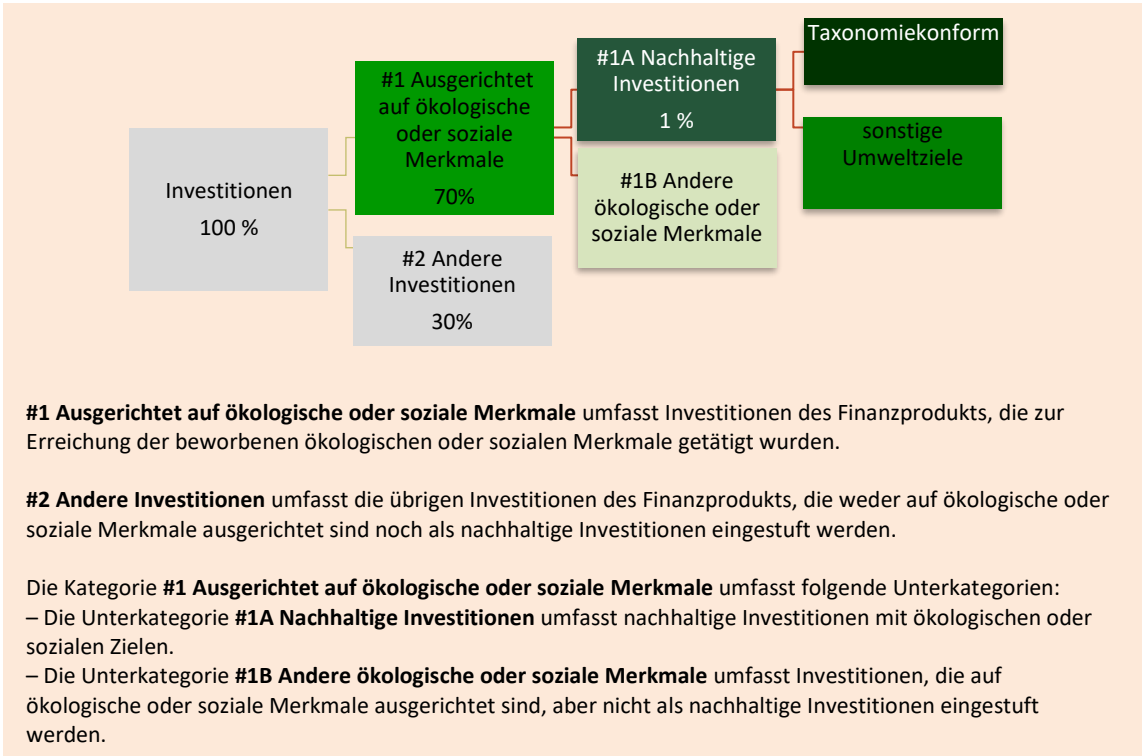 Investitionen
100 %
#1 Ausgerichtet
auf ökologische
oder soziale
Merkmale
70%
#2 Andere
Investitionen
30%
#1A Nachhaltige
Investitionen
1 %
#1B Andere
ökologische oder
soziale Merkmale
Taxonomiekonform
sonstige
Umweltziele
#1 Ausgerichtet auf ökologische oder soziale Merkmale umfasst Investitionen des Finanzprodukts, die zur
Erreichung der beworbenen ökologischen oder sozialen Merkmale getätigt wurden.
#2 Andere Investitionen umfasst die übrigen Investitionen des Finanzprodukts, die weder auf ökologische oder
soziale Merkmale ausgerichtet sind noch als nachhaltige Investitionen eingestuft werden.
Die Kategorie #1 Ausgerichtet auf ökologische oder soziale Merkmale umfasst folgende Unterkategorien:
– Die Unterkategorie #1A Nachhaltige Investitionen umfasst nachhaltige Investitionen mit ökologischen oder
sozialen Zielen.
– Die Unterkategorie #1B Andere ökologische oder soziale Merkmale umfasst Investitionen, die auf
ökologische oder soziale Merkmale ausgerichtet sind, aber nicht als nachhaltige Investitionen eingestuft
werden.